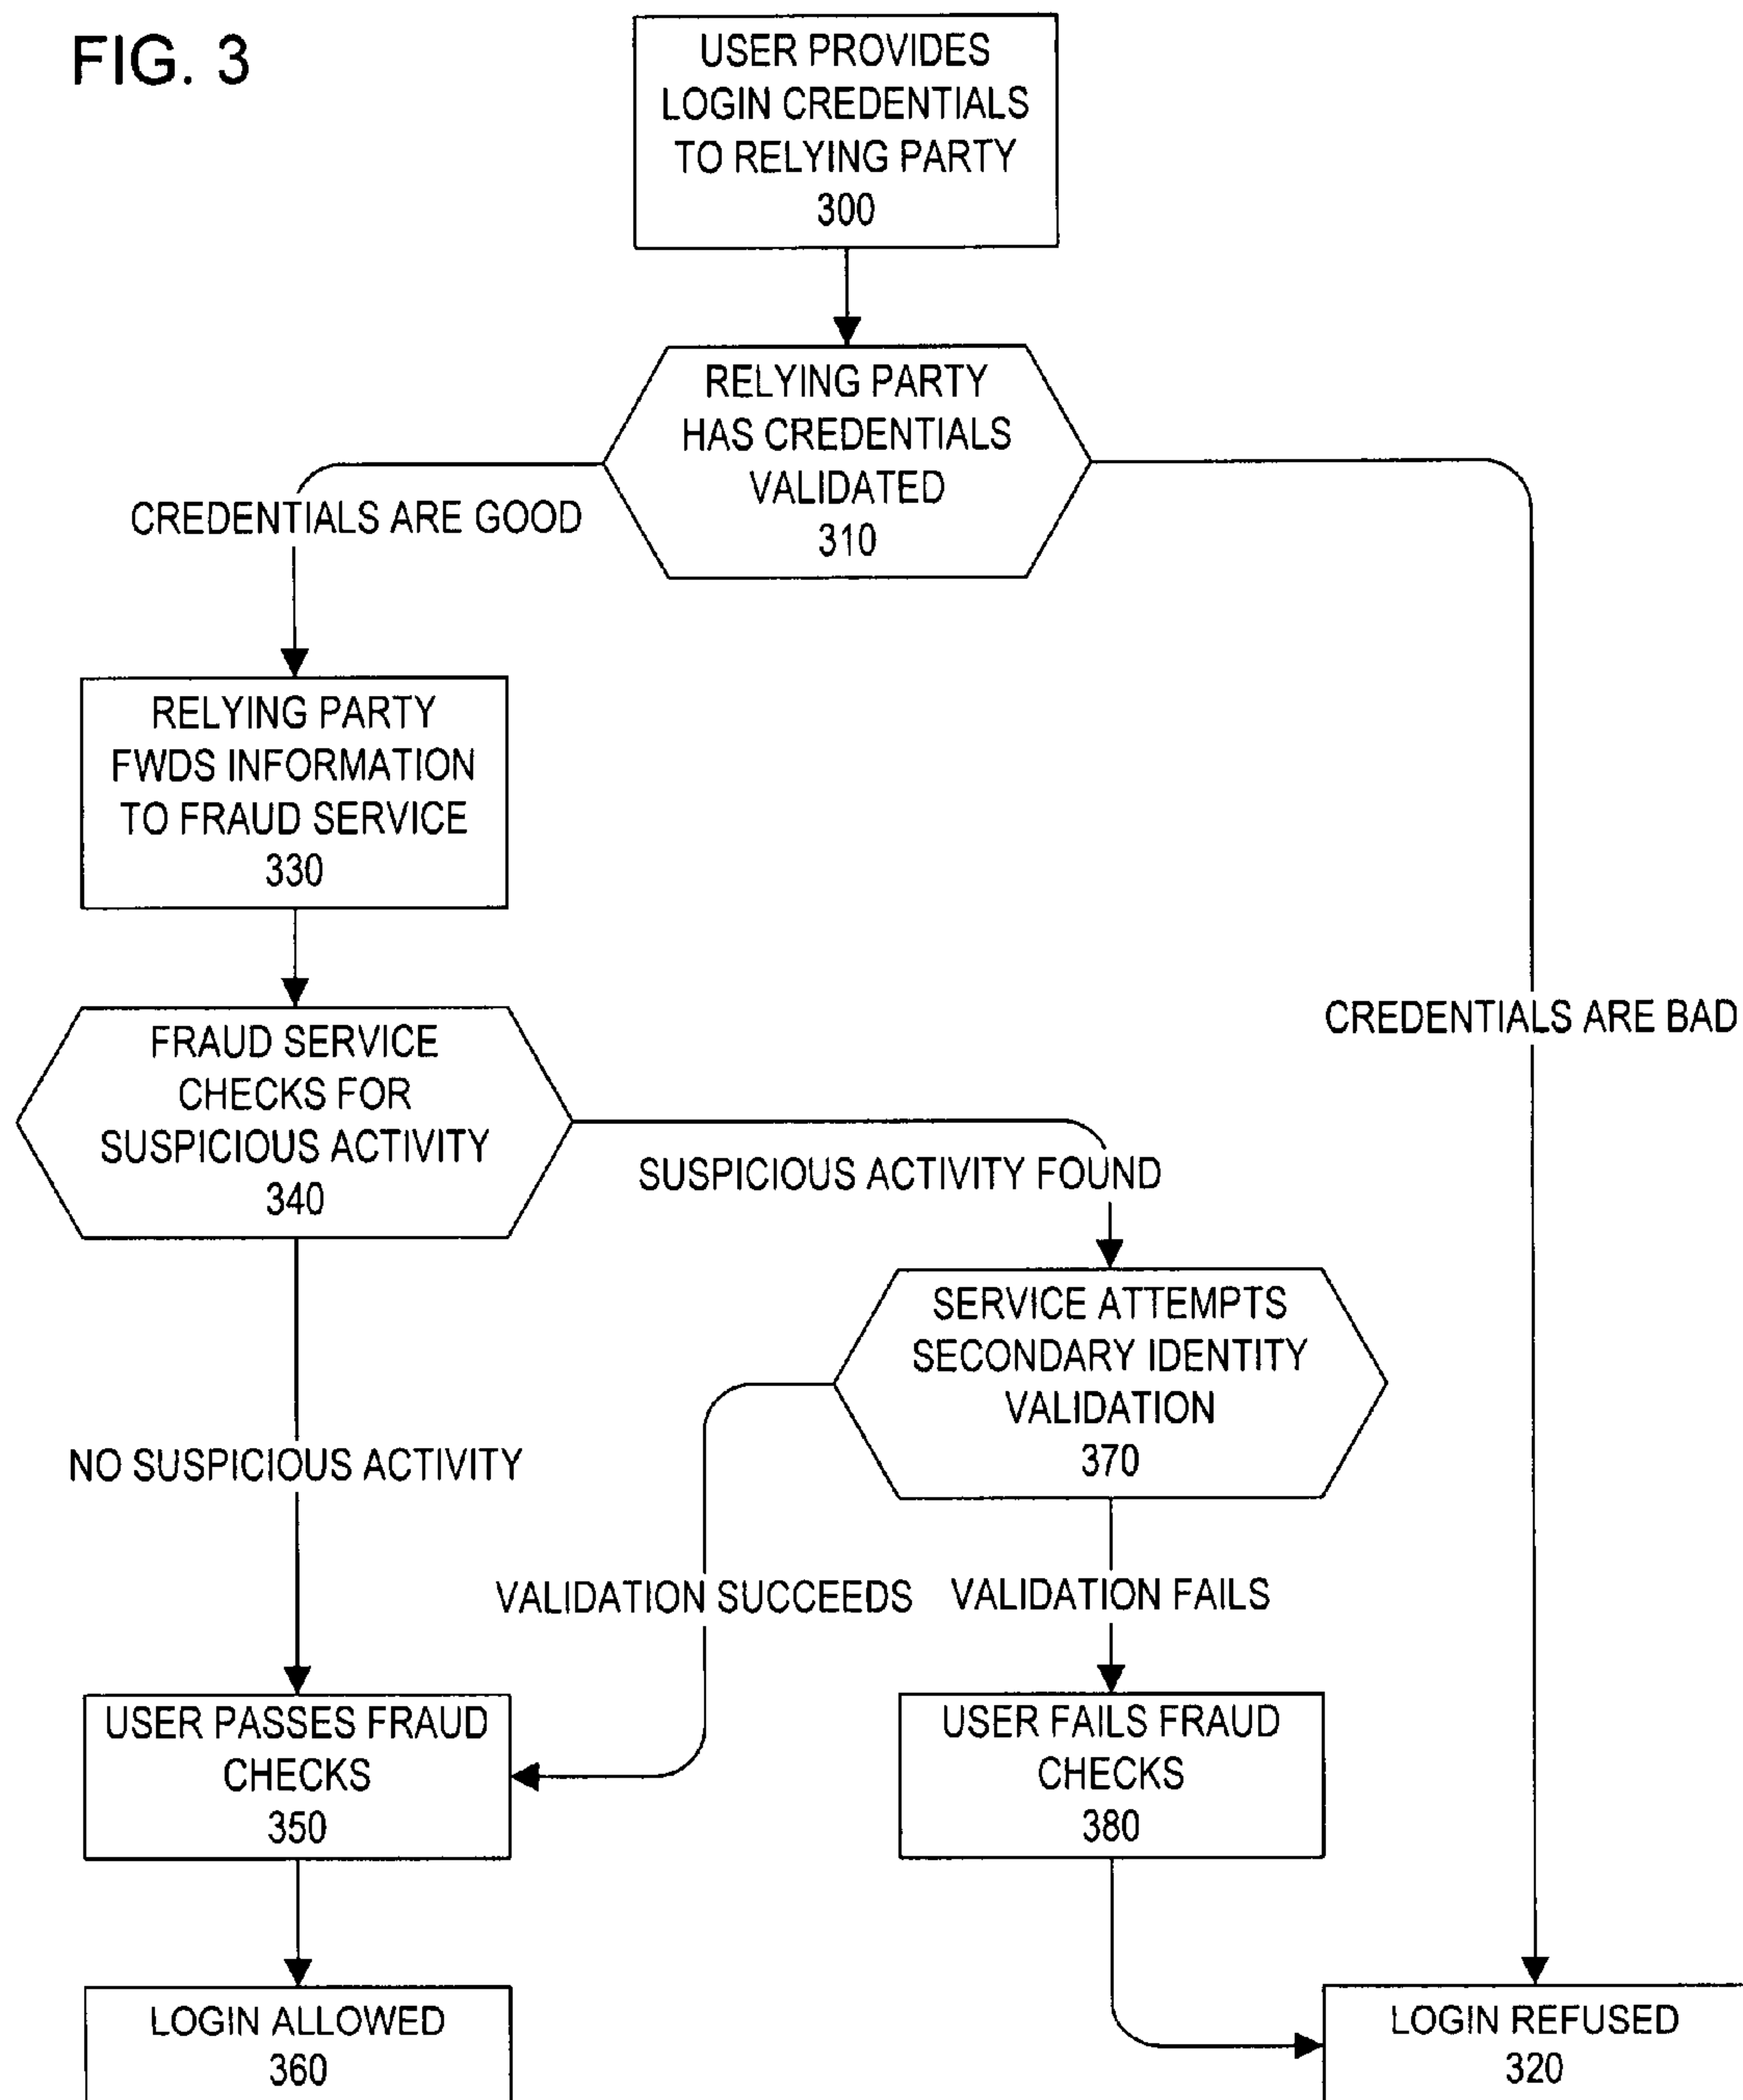 FIG. 3
USER PROVIDES
LOGIN CREDENTIALS
TO RELYING PARTY
300
RELYING PARTY
HAS CREDENTIALS
VALIDATED
310
CREDENTIALS ARE GOOD
RELYING PARTY
FWDS INFORMATION
TO FRAUD SERVICE
330
CREDENTIALS ARE BAD
FRAUD SERVICE
CHECKS FOR
SUSPICIOUS ACTIVITY
340
SUSPICIOUS ACTIVITY FOUND
SERVICE ATTEMPTS
SECONDARY IDENTITY
VALIDATION
370
NO SUSPICIOUS ACTIVITY
VALIDATION SUCCEEDS
VALIDATION FAILS
USER PASSES FRAUD
CHECKS
350
USER FAILS FRAUD
CHECKS
380
LOGIN ALLOWED
360
LOGIN REFUSED
320